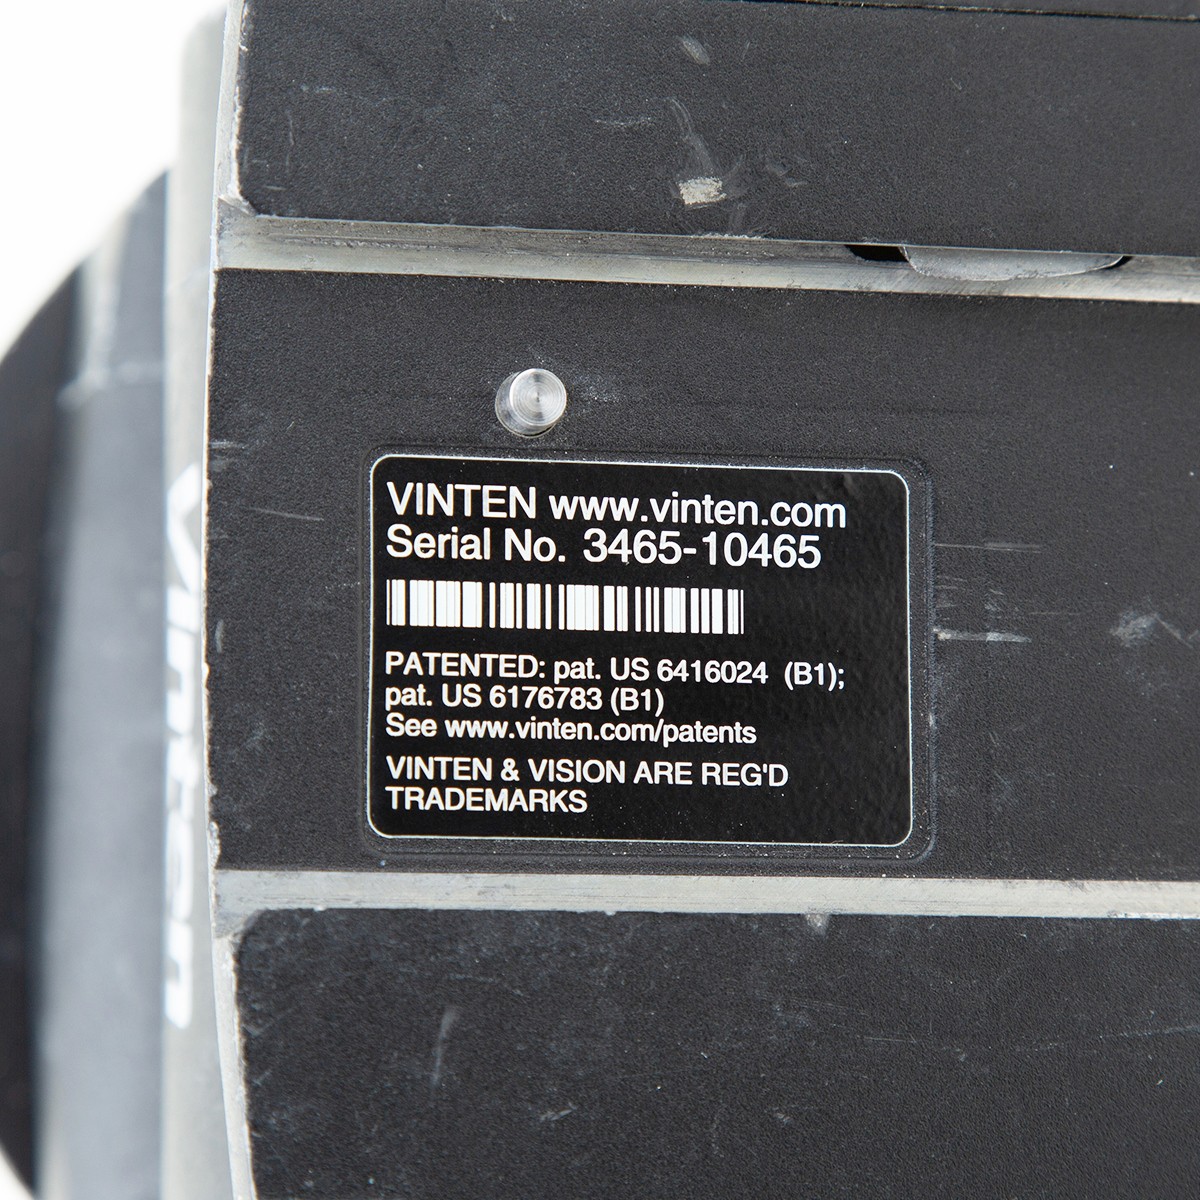 VINTEN www.vinten.com
Serial No. 3465-10465
PATENTED: pat. US 6416024 (B1);
pat. US 6176783 (B1)
See www.vinten.com/patents
VINTEN & VISION ARE REG'D
TRADEMARKS
Vinten